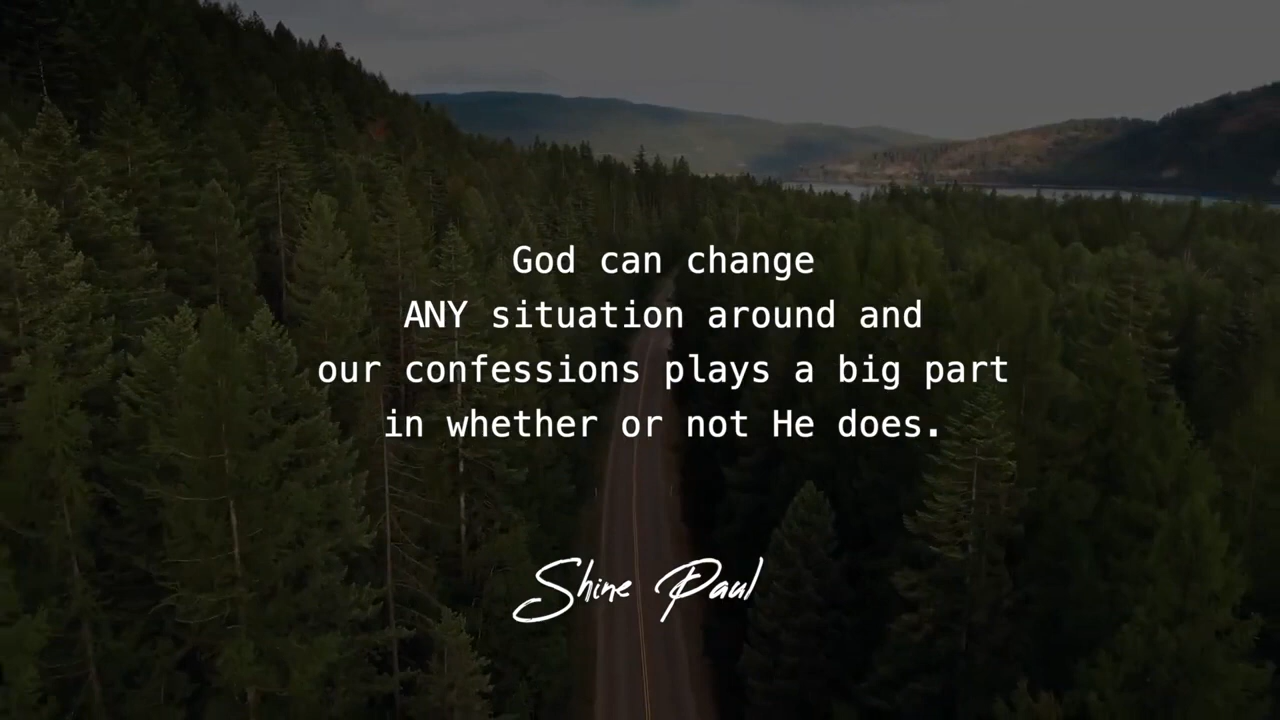 God can change
ANY situation around and
our confessions plays a big part
in whether or not He does.
Shine Paul